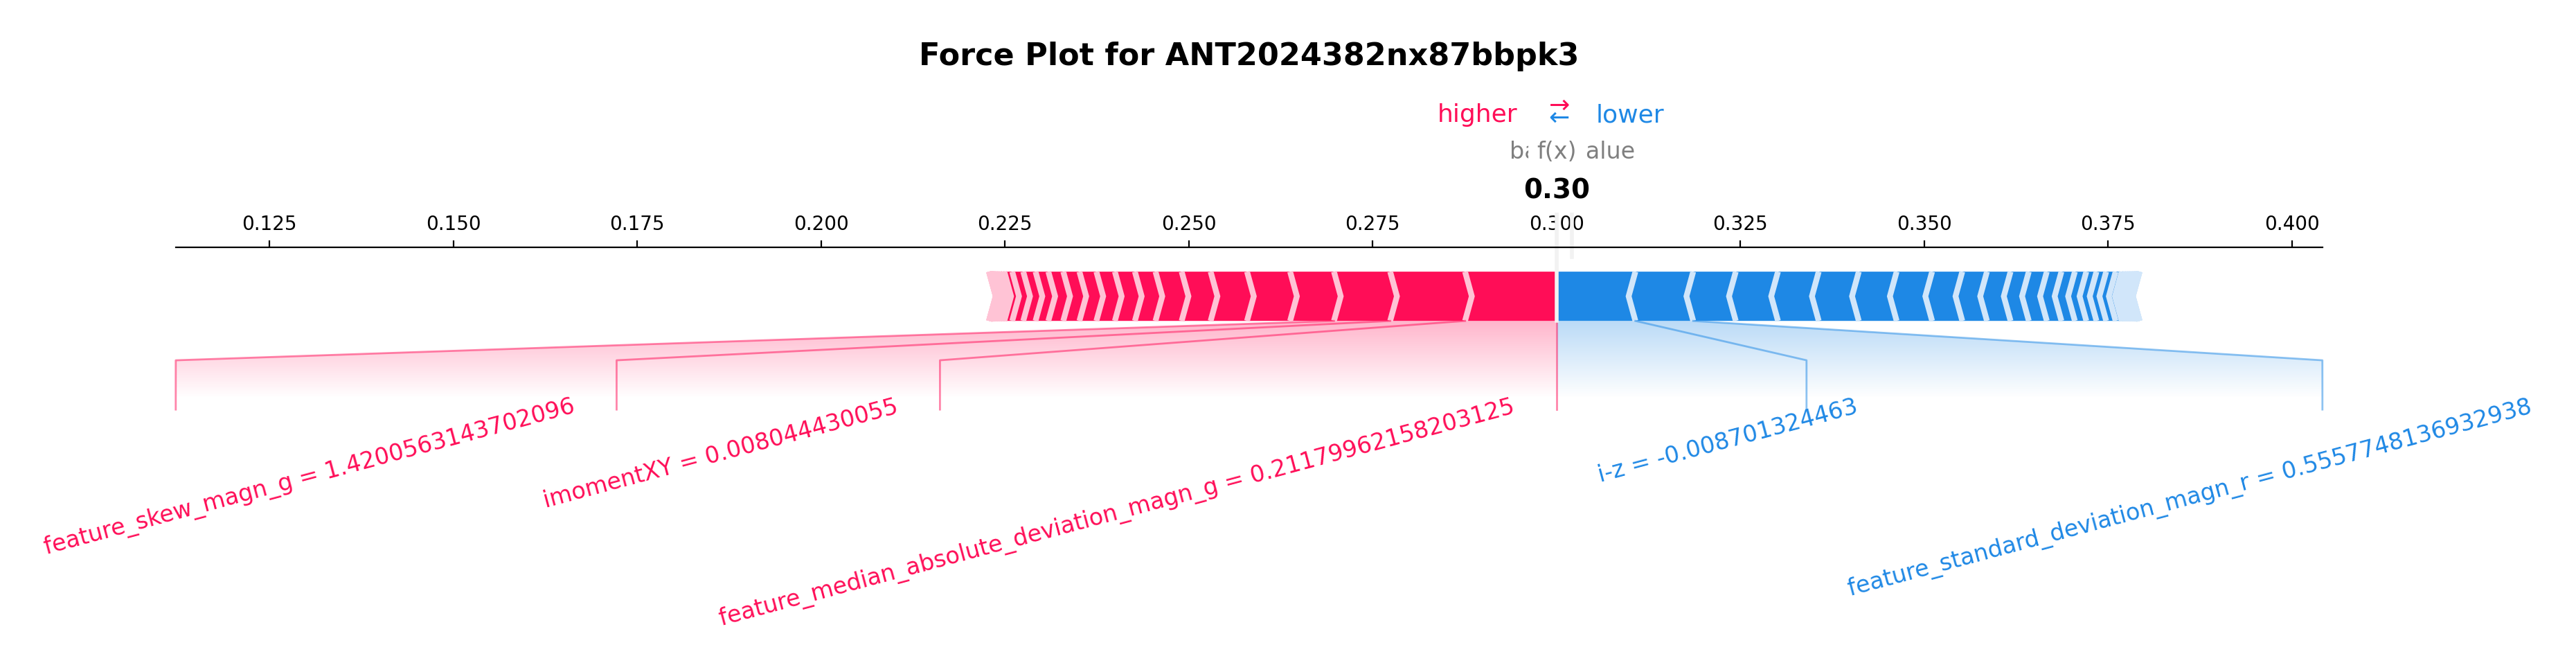 Force Plot for ANT2024382nx87bbpk3
higher → lower
←
f(x) alue
0.30
0.125 0.150 0.175 0.200 0.225 0.250 0.275 0.300 0.325 0.350 0.375 0.400
feature_skew_magn_g = 1.4200563143702096
imomentXY = 0.008044430055
feature_median_absolute_deviation_magn_g = 0.21179962158203125
i-z = -0.008701324463
feature_standard_deviation_magn_r = 0.5557748136932938